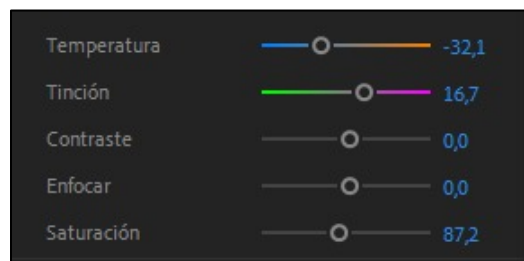 Temperatura -32,1
Tinción 16,7
Contraste 0,0
Enfocar 0,0
Saturación 87,2